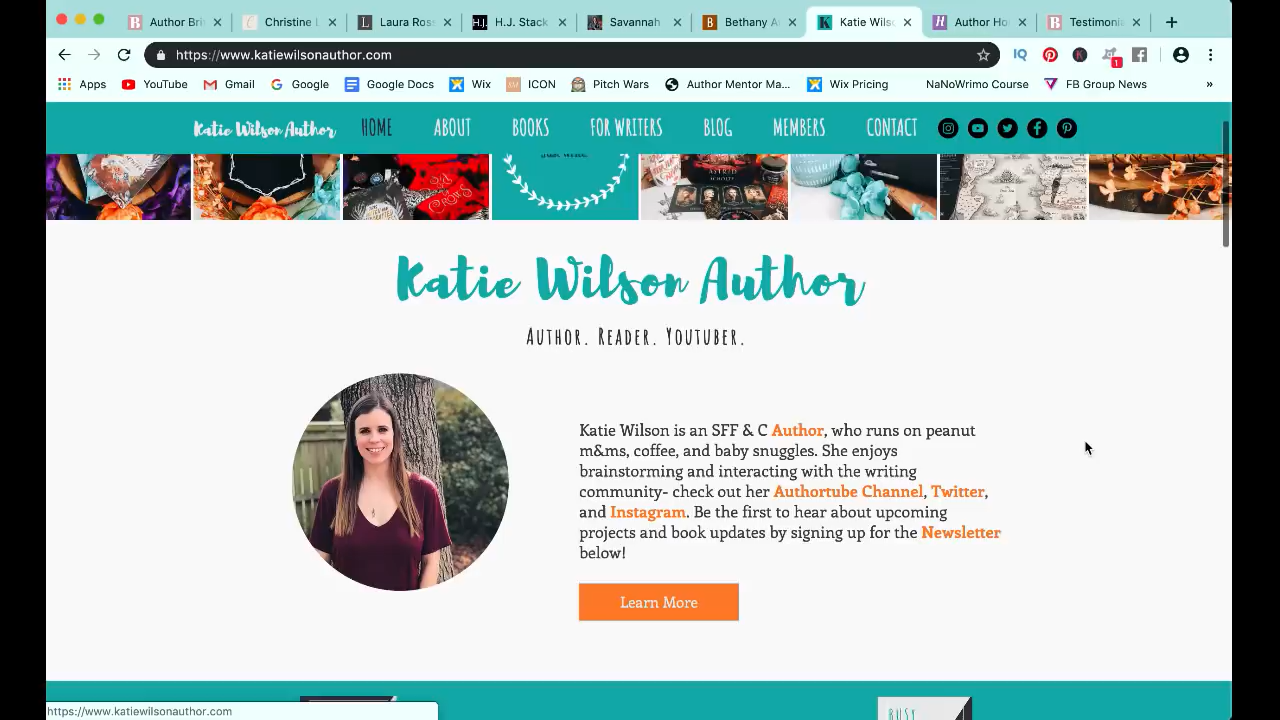 Author Bri
Christine L
Laura Ross
H.J. Stack
Savannah
Bethany A
Katie Wils
Author Ho
Testimonia
https://www.katiewilsonauthor.com
Apps YouTube Gmail Google Google Docs Wix ICON Pitch Wars Author Mentor Ma... Wix Pricing NaNoWrimo Course FB Group News »
Katie Wilson Author HOME ABOUT BOOKS FOR WRITERS BLOG MEMBERS CONTACT
Katie Wilson Author
AUTHOR. READER. YOUTUBER.
Katie Wilson is an SFF & C Author, who runs on peanut
m&ms, coffee, and baby snuggles. She enjoys
brainstorming and interacting with the writing
community- check out her Authortube Channel, Twitter,
and Instagram. Be the first to hear about upcoming
projects and book updates by signing up for the Newsletter
below!
Learn More
BUSY
https://www.katiewilsonauthor.com